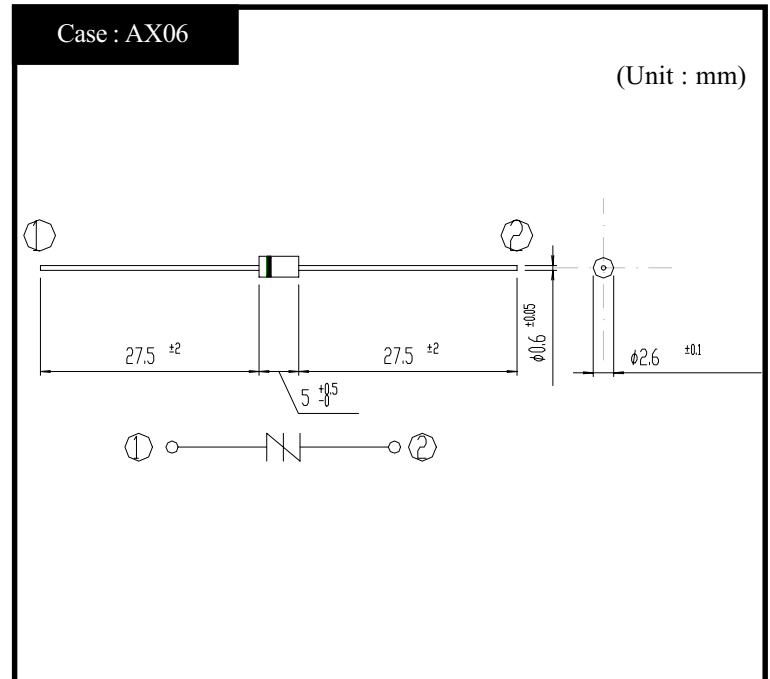 Case : AX06
(Unit : mm)
1
2
27.5 ±2
27.5 ±2
5 +0.5 -0
φ0.6 ±0.05
φ2.6 ±0.1
1
2